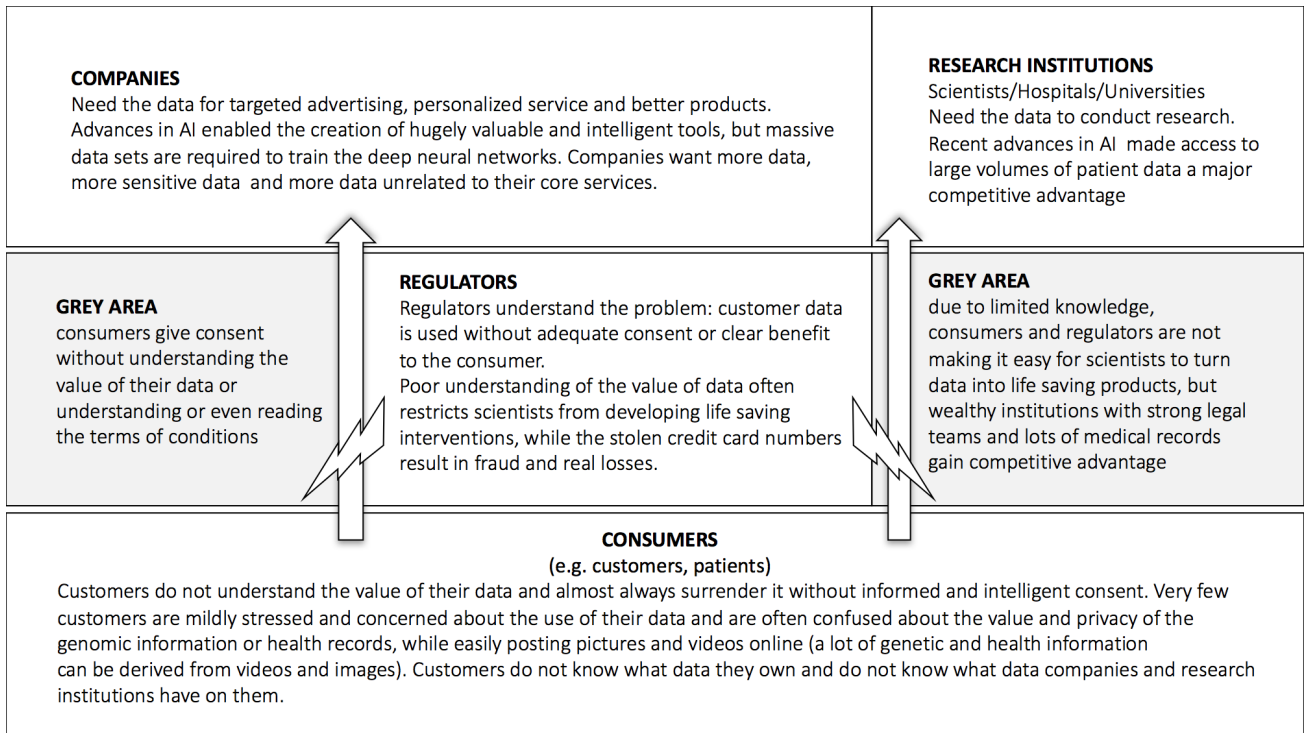 COMPANIES
Need the data for targeted advertising, personalized service and better products.
Advances in AI enabled the creation of hugely valuable and intelligent tools, but massive
data sets are required to train the deep neural networks. Companies want more data,
more sensitive data and more data unrelated to their core services.
RESEARCH INSTITUTIONS
Scientists/Hospitals/Universities
Need the data to conduct research.
Recent advances in AI made access to
large volumes of patient data a major
competitive advantage
GREY AREA
consumers give consent
without understanding the
value of their data or
understanding or even reading
the terms of conditions
REGULATORS
Regulators understand the problem: customer data
is used without adequate consent or clear benefit
to the consumer.
Poor understanding of the value of data often
restricts scientists from developing life saving
interventions, while the stolen credit card numbers
result in fraud and real losses.
GREY AREA
due to limited knowledge,
consumers and regulators are not
making it easy for scientists to turn
data into life saving products, but
wealthy institutions with strong legal
teams and lots of medical records
gain competitive advantage
CONSUMERS
(e.g. customers, patients)
Customers do not understand the value of their data and almost always surrender it without informed and intelligent consent. Very few
customers are mildly stressed and concerned about the use of their data and are often confused about the value and privacy of the
genomic information or health records, while easily posting pictures and videos online (a lot of genetic and health information
can be derived from videos and images). Customers do not know what data they own and do not know what data companies and research
institutions have on them.